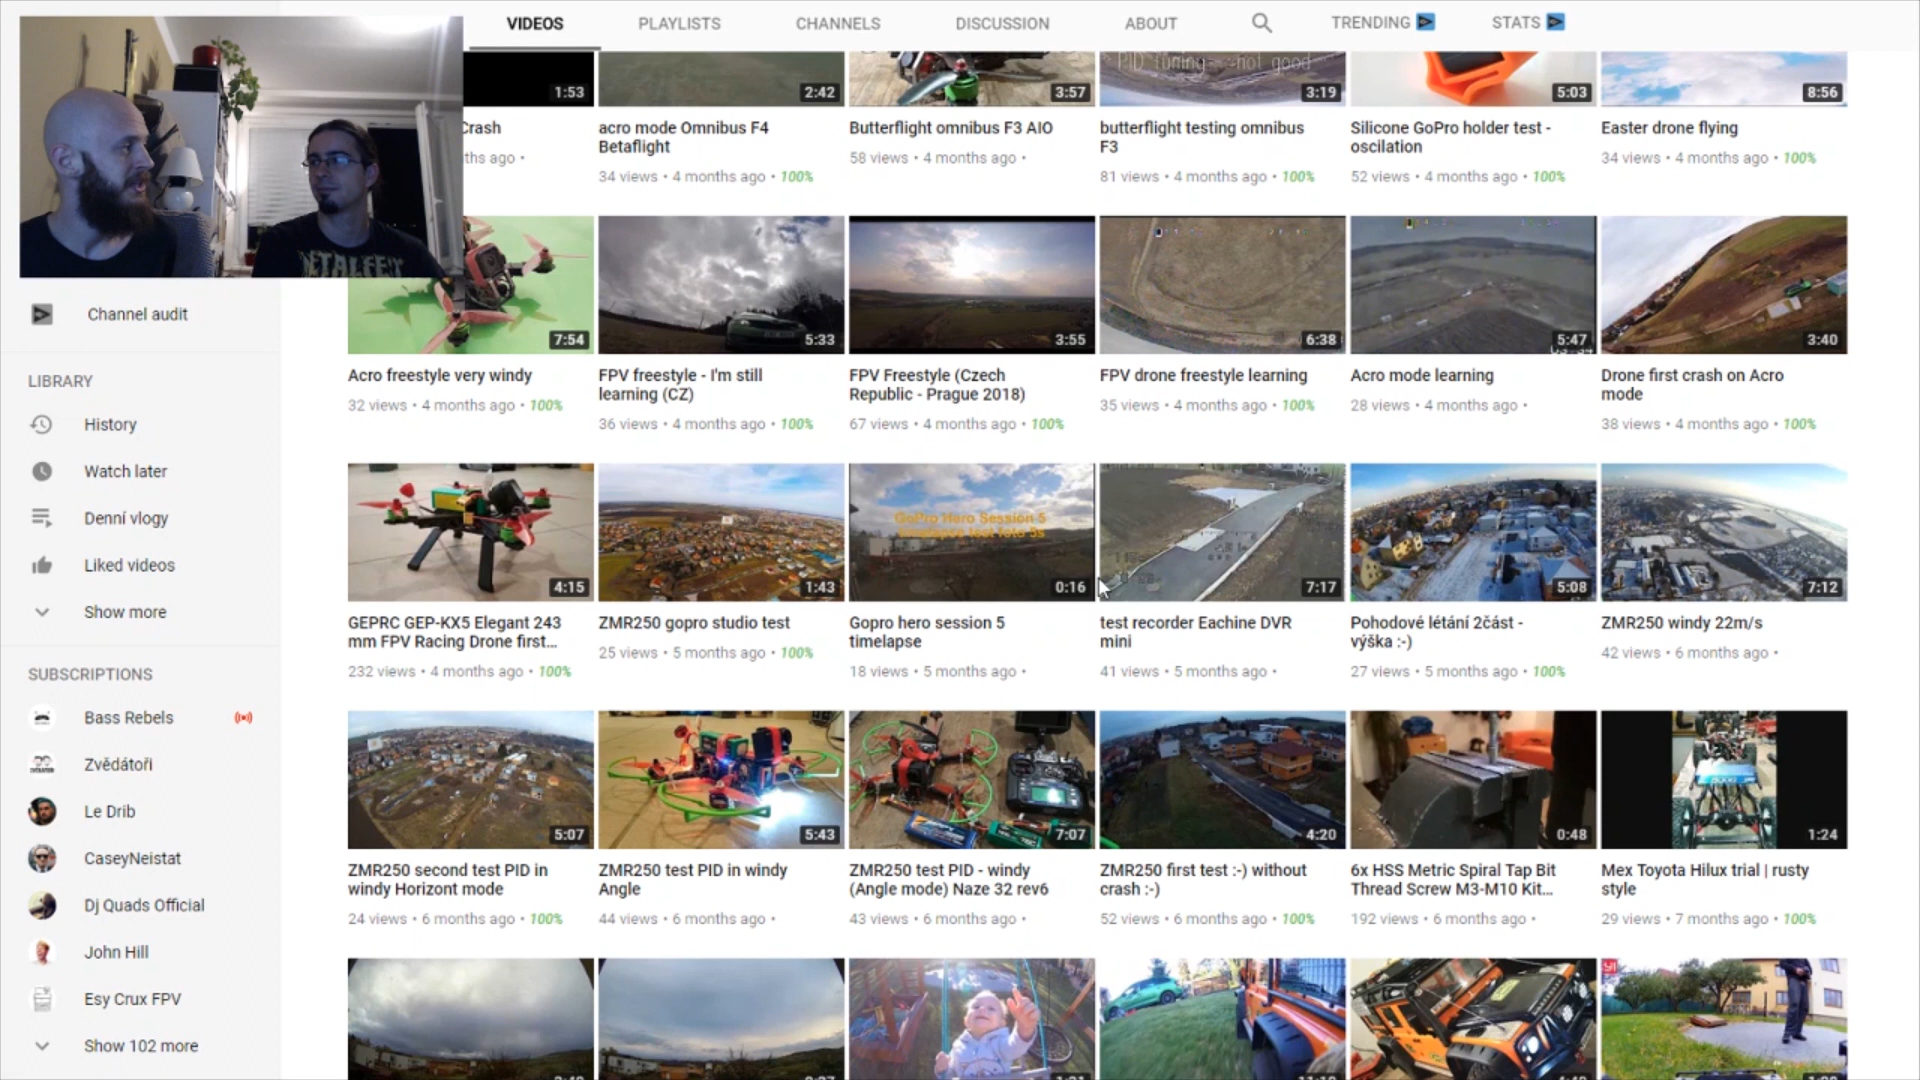 VIDEOS
PLAYLISTS
CHANNELS
DISCUSSION
ABOUT
TRENDING
STATS
1:53
2:42
3:57
PID Tuning - hot good
3:19
5:03
8:56
Crash
ths ago •
acro mode Omnibus F4
Betaflight
34 views • 4 months ago • 100%
Butterflight omnibus F3 AIO
58 views • 4 months ago •
butterflight testing omnibus
F3
81 views • 4 months ago • 100%
Silicone GoPro holder test -
oscilation
52 views • 4 months ago • 100%
Easter drone flying
34 views • 4 months ago • 100%
METALFEST
7:54
5:33
3:55
6:38
5:47
3:40
Acro freestyle very windy
32 views • 4 months ago • 100%
FPV freestyle - I'm still
learning (CZ)
36 views • 4 months ago • 100%
FPV Freestyle (Czech
Republic - Prague 2018)
67 views • 4 months ago • 100%
FPV drone freestyle learning
35 views • 4 months ago • 100%
Acro mode learning
28 views • 4 months ago •
Drone first crash on Acro
mode
38 views • 4 months ago • 100%
Channel audit
LIBRARY
History
Watch later
Denní vlogy
Liked videos
Show more
SUBSCRIPTIONS
Bass Rebels
Zvědátoři
Le Drib
CaseyNeistat
Dj Quads Official
John Hill
Esy Crux FPV
Show 102 more
4:15
1:43
GoPro Hero Session 5
timelapse test foto 5s
0:16
7:17
5:08
7:12
GEPRC GEP-KX5 Elegant 243
mm FPV Racing Drone first...
232 views • 4 months ago • 100%
ZMR250 gopro studio test
25 views • 5 months ago • 100%
Gopro hero session 5
timelapse
18 views • 5 months ago •
test recorder Eachine DVR
mini
41 views • 5 months ago •
Pohodové létání 2část -
výška :-)
27 views • 5 months ago • 100%
ZMR250 windy 22m/s
42 views • 6 months ago •
5:07
5:43
7:07
4:20
0:48
1:24
ZMR250 second test PID in
windy Horizont mode
24 views • 6 months ago • 100%
ZMR250 test PID in windy
Angle
44 views • 6 months ago •
ZMR250 test PID - windy
(Angle mode) Naze 32 rev6
43 views • 6 months ago •
ZMR250 first test :-) without
crash :-)
52 views • 6 months ago • 100%
6x HSS Metric Spiral Tap Bit
Thread Screw M3-M10 Kit...
192 views • 6 months ago •
Mex Toyota Hilux trial | rusty
style
29 views • 7 months ago • 100%